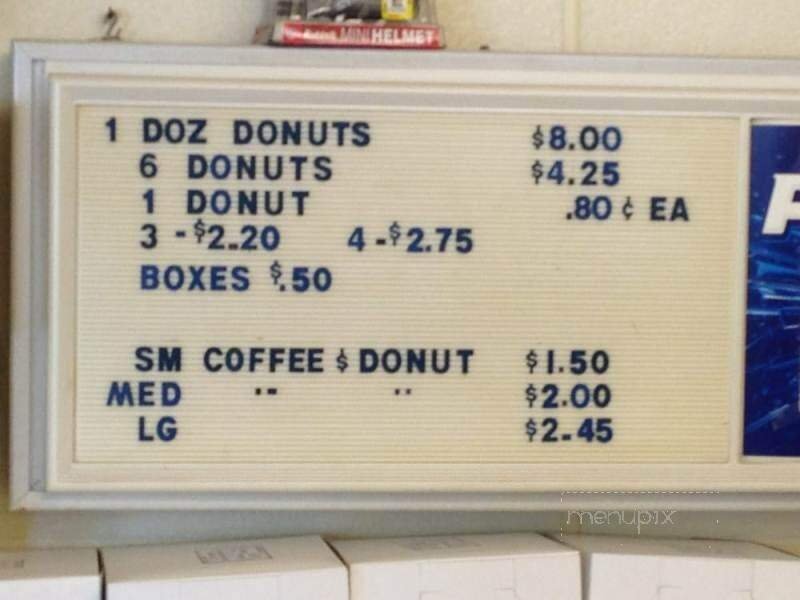 MINI HELMET
1 DOZ DONUTS $8.00
6 DONUTS $4.25
1 DONUT .80 ¢ EA
3 - $2.20 4 - $2.75
BOXES $.50
SM COFFEE & DONUT $1.50
MED " " $2.00
LG $2.45
menupix